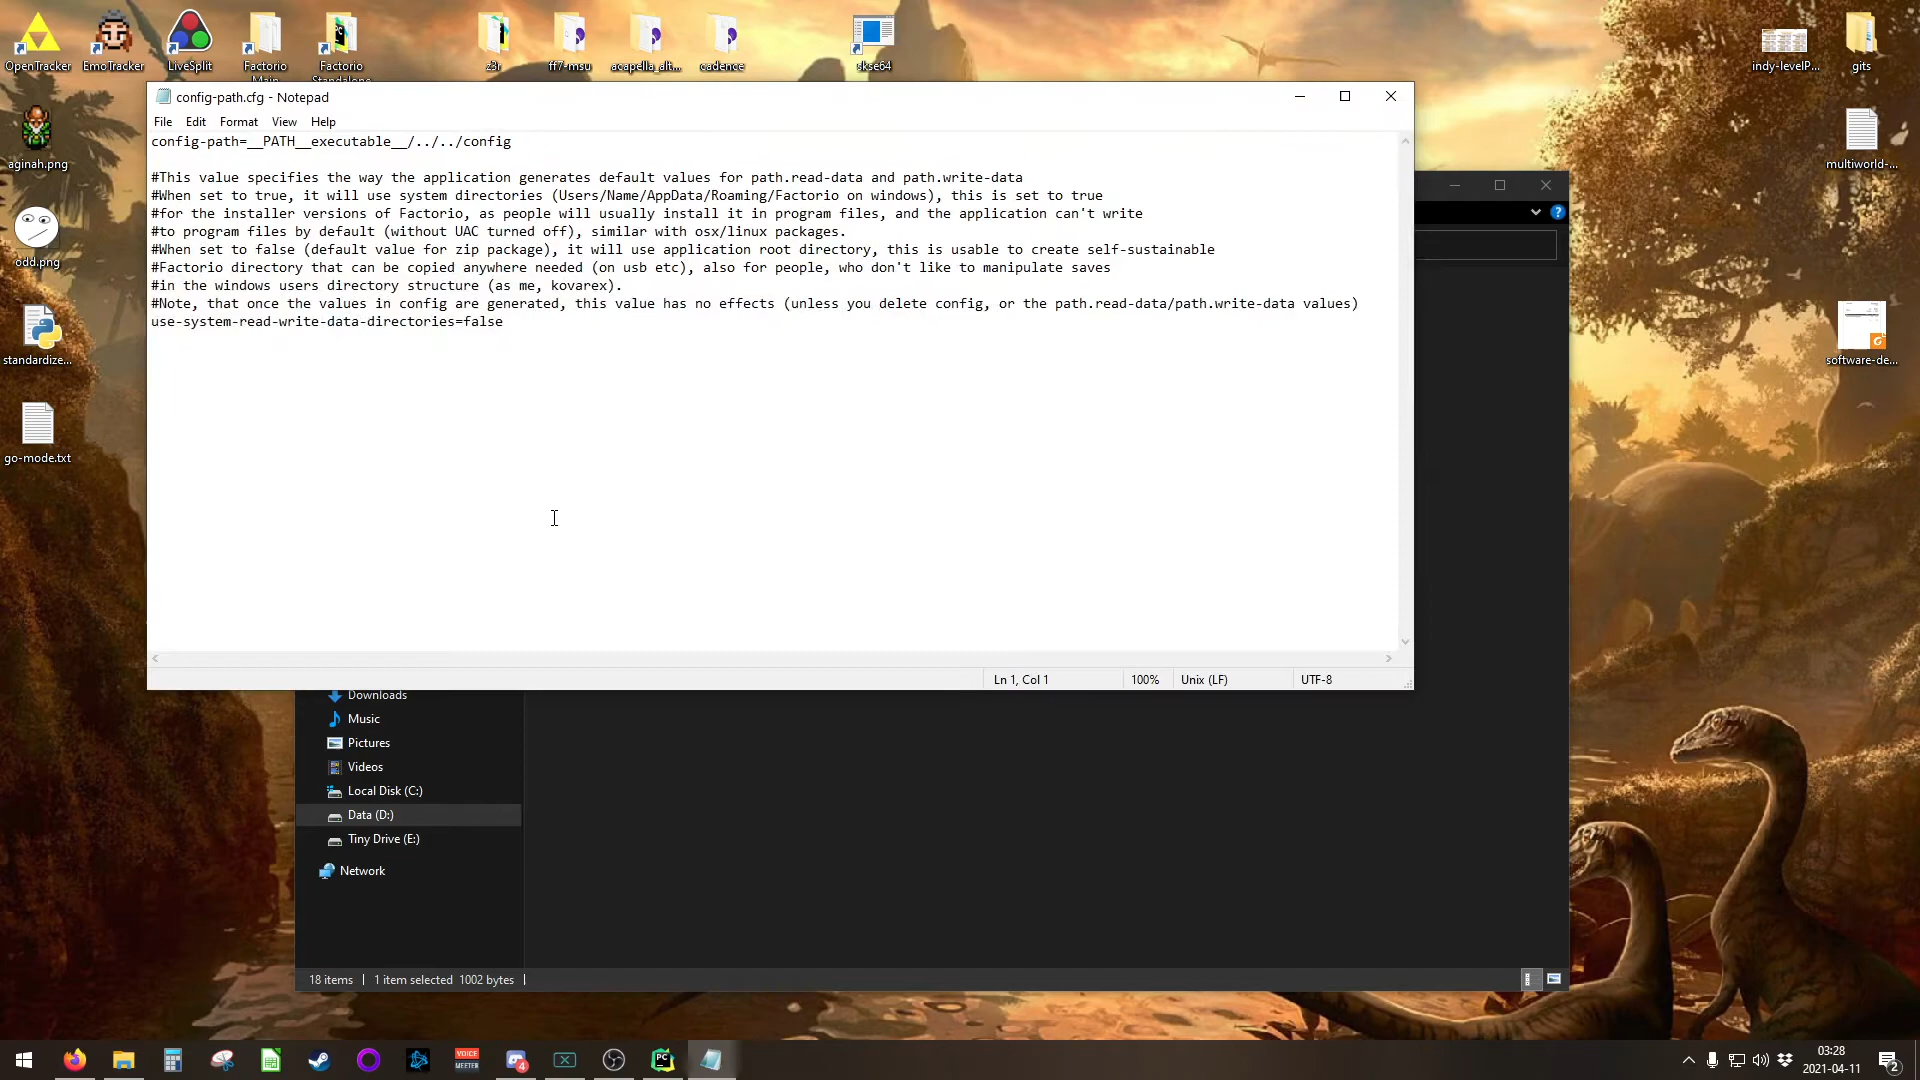 OpenTracker
EmoTracker
LiveSplit
Factorio
Main
Factorio
Standalone
z3r
ff7-msu
acapella_alt...
cadence
skse64
indy-levelP...
gits
aginah.png
odd.png
standardize...
go-mode.txt
multiworld-...
software-de...
config-path.cfg - Notepad
File Edit Format View Help
config-path=__PATH__executable__/../../config
#This value specifies the way the application generates default values for path.read-data and path.write-data
#When set to true, it will use system directories (Users/Name/AppData/Roaming/Factorio on windows), this is set to true
#for the installer versions of Factorio, as people will usually install it in program files, and the application can't write
#to program files by default (without UAC turned off), similar with osx/linux packages.
#When set to false (default value for zip package), it will use application root directory, this is usable to create self-sustainable
#Factorio directory that can be copied anywhere needed (on usb etc), also for people, who don't like to manipulate saves
#in the windows users directory structure (as me, kovarex).
#Note, that once the values in config are generated, this value has no effects (unless you delete config, or the path.read-data/path.write-data values)
use-system-read-write-data-directories=false
Ln 1, Col 1 100% Unix (LF) UTF-8
Downloads
Music
Pictures
Videos
Local Disk (C:)
Data (D:)
Tiny Drive (E:)
Network
18 items 1 item selected 1002 bytes
VOICE
MEETER
4
PC
03:28
2021-04-11
2